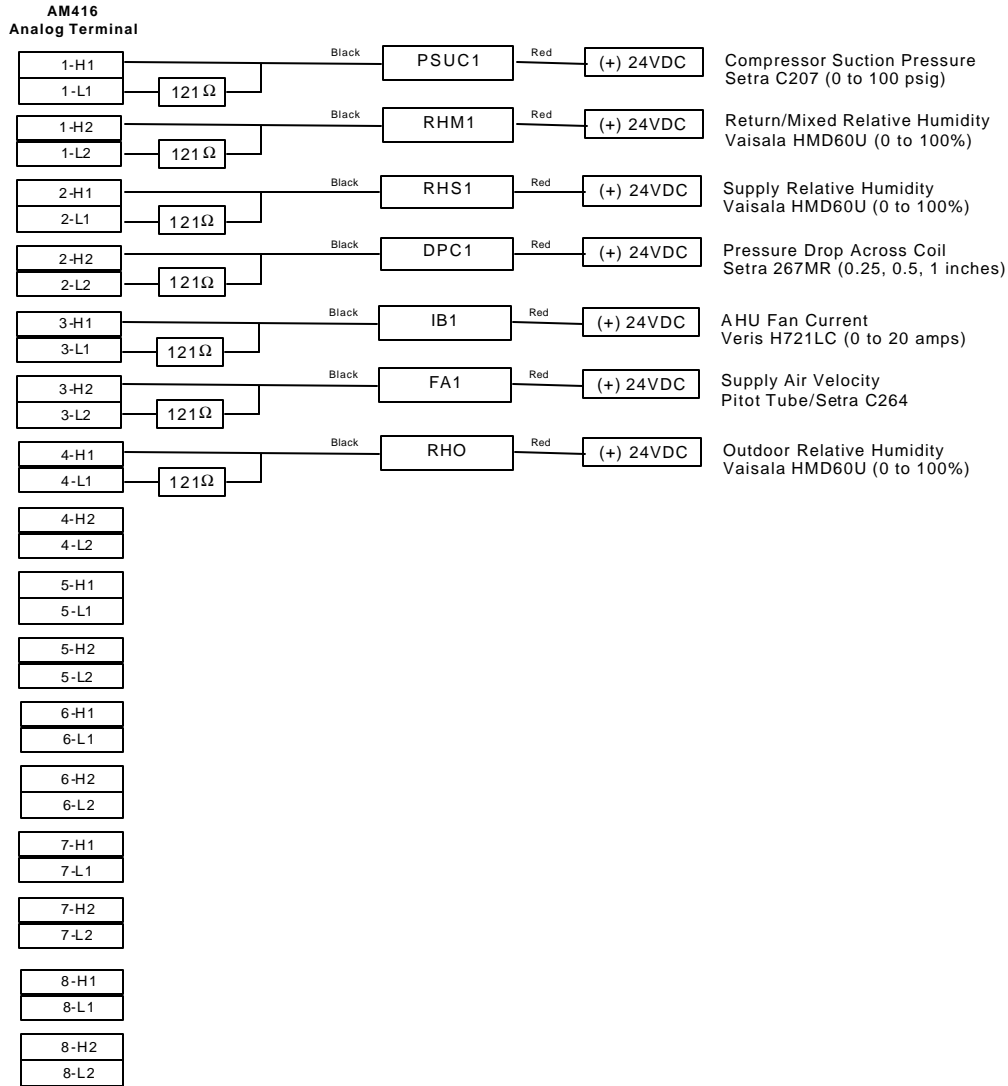 AM416
Analog Terminal
1-H1 Black PSUC1 Red (+) 24VDC Compressor Suction Pressure
1-L1 121Ω Setra C207 (0 to 100 psig)
1-H2 Black RHM1 Red (+) 24VDC Return/Mixed Relative Humidity
1-L2 121Ω Vaisala HMD60U (0 to 100%)
2-H1 Black RHS1 Red (+) 24VDC Supply Relative Humidity
2-L1 121Ω Vaisala HMD60U (0 to 100%)
2-H2 Black DPC1 Red (+) 24VDC Pressure Drop Across Coil
2-L2 121Ω Setra 267MR (0.25, 0.5, 1 inches)
3-H1 Black IB1 Red (+) 24VDC AHU Fan Current
3-L1 121Ω Veris H721LC (0 to 20 amps)
3-H2 Black FA1 Red (+) 24VDC Supply Air Velocity
3-L2 121Ω Pitot Tube/Setra C264
4-H1 Black RHO Red (+) 24VDC Outdoor Relative Humidity
4-L1 121Ω Vaisala HMD60U (0 to 100%)
4-H2
4-L2
5-H1
5-L1
5-H2
5-L2
6-H1
6-L1
6-H2
6-L2
7-H1
7-L1
7-H2
7-L2
8-H1
8-L1
8-H2
8-L2